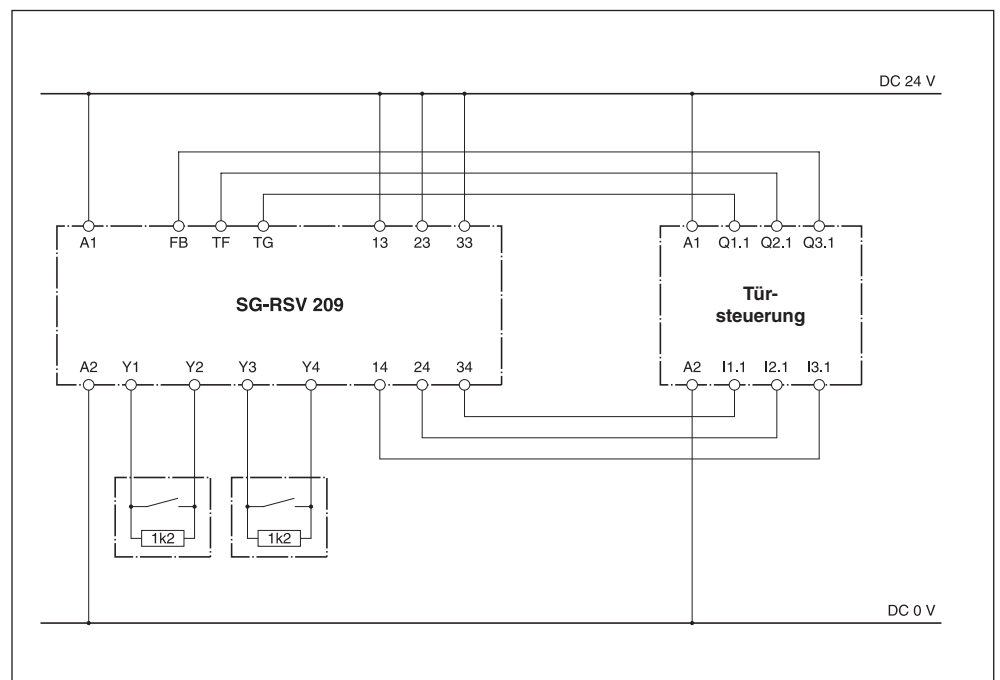 DC 24 V
A1 FB TF TG 13 23 33
A1 Q1.1 Q2.1 Q3.1
SG-RSV 209
Tür-
steuerung
A2 Y1 Y2 Y3 Y4 14 24 34
A2 I1.1 I2.1 I3.1
1k2
1k2
DC 0 V